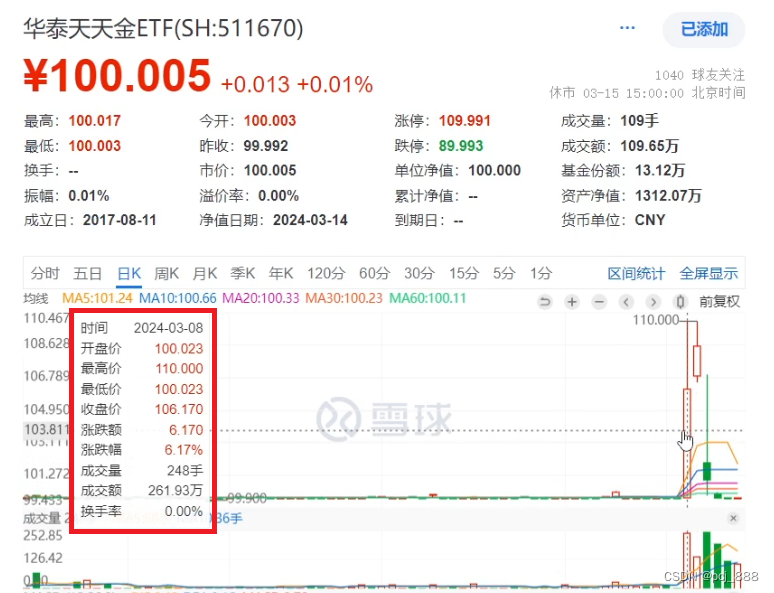 华泰天天金ETF(SH:511670)
··· 已添加
¥100.005 +0.013 +0.01%
1040 球友关注
休市 03-15 15:00:00 北京时间
最高：100.017 今开：100.003 涨停：109.991 成交量：109手
最低：100.003 昨收：99.992 跌停：89.993 成交额：109.65万
换手：-- 市价：100.005 单位净值：100.000 基金份额：13.12万
振幅：0.01% 溢价率：0.00% 累计净值：-- 资产净值：1312.07万
成立日：2017-08-11 净值日期：2024-03-14 到期日：-- 货币单位：CNY
分时 五日 日K 周K 月K 季K 年K 120分 60分 30分 15分 5分 1分 区间统计 全屏显示
均线 MA5:101.24 MA10:100.66 MA20:100.33 MA30:100.23 MA60:100.11 前复权
110.467
110.000
时间 2024-03-08
开盘价 100.023
108.628
最高价 110.000
106.789
最低价 100.023
104.950
收盘价 106.170
103.811
涨跌额 6.170
103.111
涨跌幅 6.17%
101.272
成交量 248手
99.433
成交额 261.93万
99.900
换手率 0.00%
雪球
成交量
36手
252.85
126.42
0.00
CSDN @bdi_888